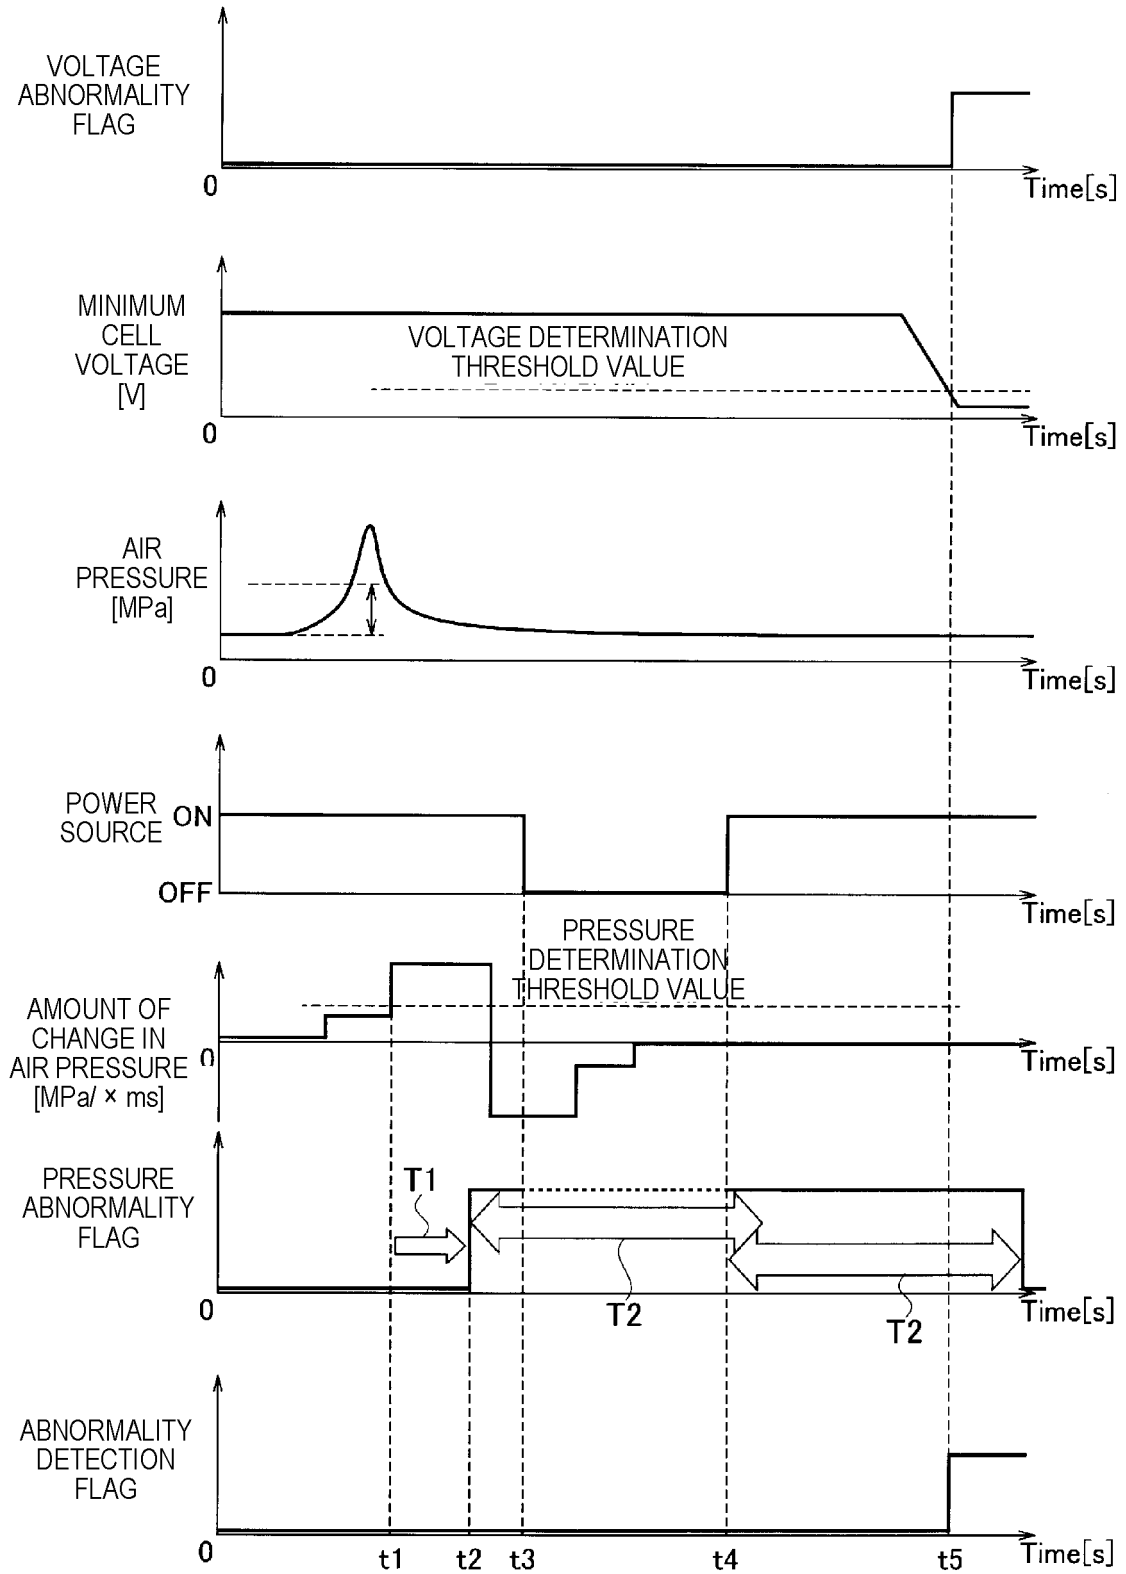 VOLTAGE
ABNORMALITY
FLAG
0
Time[s]
MINIMUM
CELL
VOLTAGE
[V]
VOLTAGE DETERMINATION
THRESHOLD VALUE
0
Time[s]
AIR
PRESSURE
[MPa]
0
Time[s]
POWER
SOURCE
ON
OFF
Time[s]
PRESSURE
DETERMINATION
THRESHOLD VALUE
AMOUNT OF
CHANGE IN
AIR PRESSURE
[MPa/ × ms]
0
Time[s]
PRESSURE
ABNORMALITY
FLAG
T1
T2
T2
0
Time[s]
ABNORMALITY
DETECTION
FLAG
0
t1
t2
t3
t4
t5
Time[s]